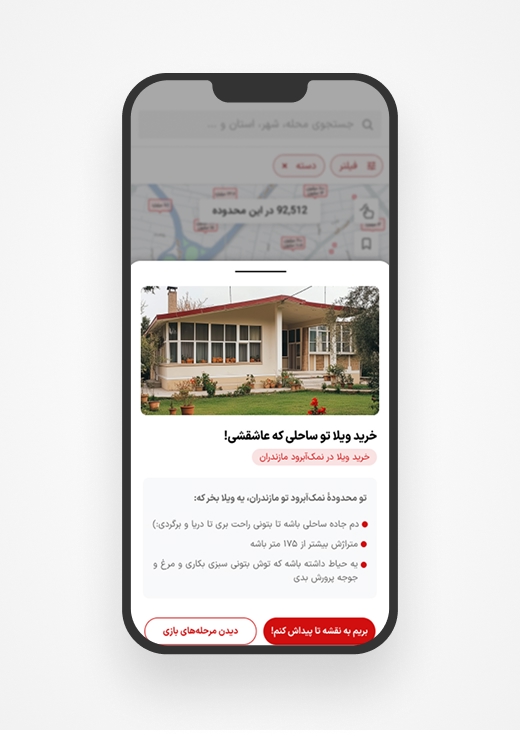 جستجوی محله، شهر، استان و ...
فیلتر
دسته ×
92,512 در این محدوده
خرید ویلا تو ساحلی که عاشقشی!
خرید ویلا در نمک‌آبرود مازندران
تو محدودهٔ نمک‌آبرود تو مازندران، یه ویلا بخر که:
دم جاده ساحلی باشه تا بتونی راحت بری تا دریا و برگردی:)
متراژش بیشتر از ۱۷۵ متر باشه
یه حیاط داشته باشه که توش بتونی سبزی بکاری و مرغ و
جوجه پرورش بدی
بریم به نقشه تا پیداش کنم!
دیدن مرحله‌های بازی